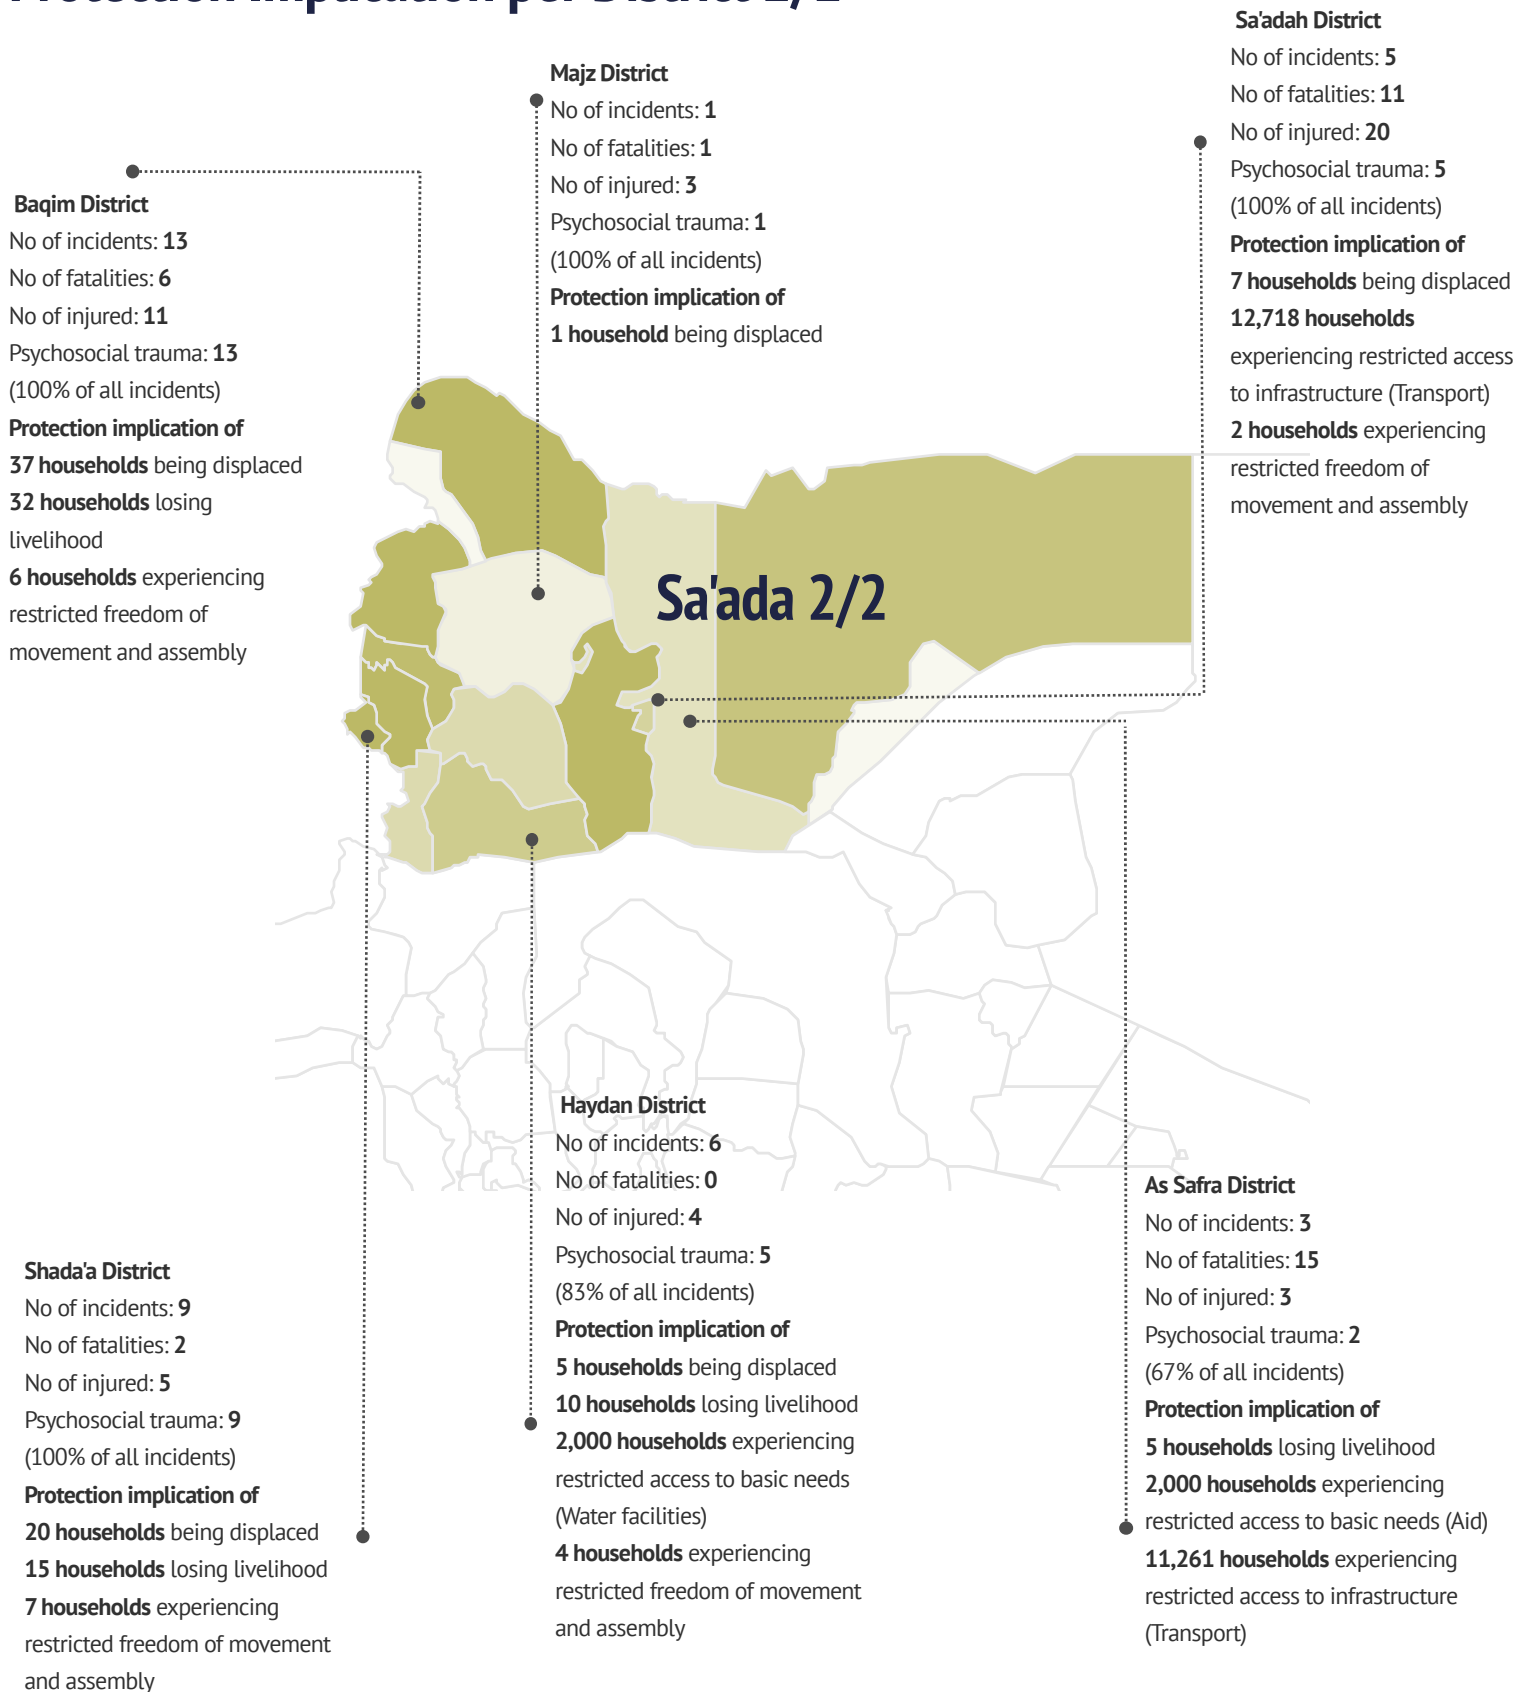 Protection Implication per District 2/2
Sa'adah District
No of incidents: 5
No of fatalities: 11
No of injured: 20
Psychosocial trauma: 5
(100% of all incidents)
Protection implication of
7 households being displaced
12,718 households
experiencing restricted access
to infrastructure (Transport)
2 households experiencing
restricted freedom of
movement and assembly
Majz District
No of incidents: 1
No of fatalities: 1
No of injured: 3
Psychosocial trauma: 1
(100% of all incidents)
Protection implication of
1 household being displaced
Baqim District
No of incidents: 13
No of fatalities: 6
No of injured: 11
Psychosocial trauma: 13
(100% of all incidents)
Protection implication of
37 households being displaced
32 households losing
livelihood
6 households experiencing
restricted freedom of
movement and assembly
Sa'ada 2/2
Haydan District
No of incidents: 6
No of fatalities: 0
No of injured: 4
Psychosocial trauma: 5
(83% of all incidents)
Protection implication of
5 households being displaced
10 households losing livelihood
2,000 households experiencing
restricted access to basic needs
(Water facilities)
4 households experiencing
restricted freedom of movement
and assembly
As Safra District
No of incidents: 3
No of fatalities: 15
No of injured: 3
Psychosocial trauma: 2
(67% of all incidents)
Protection implication of
5 households losing livelihood
2,000 households experiencing
restricted access to basic needs (Aid)
11,261 households experiencing
restricted access to infrastructure
(Transport)
Shada'a District
No of incidents: 9
No of fatalities: 2
No of injured: 5
Psychosocial trauma: 9
(100% of all incidents)
Protection implication of
20 households being displaced
15 households losing livelihood
7 households experiencing
restricted freedom of movement
and assembly